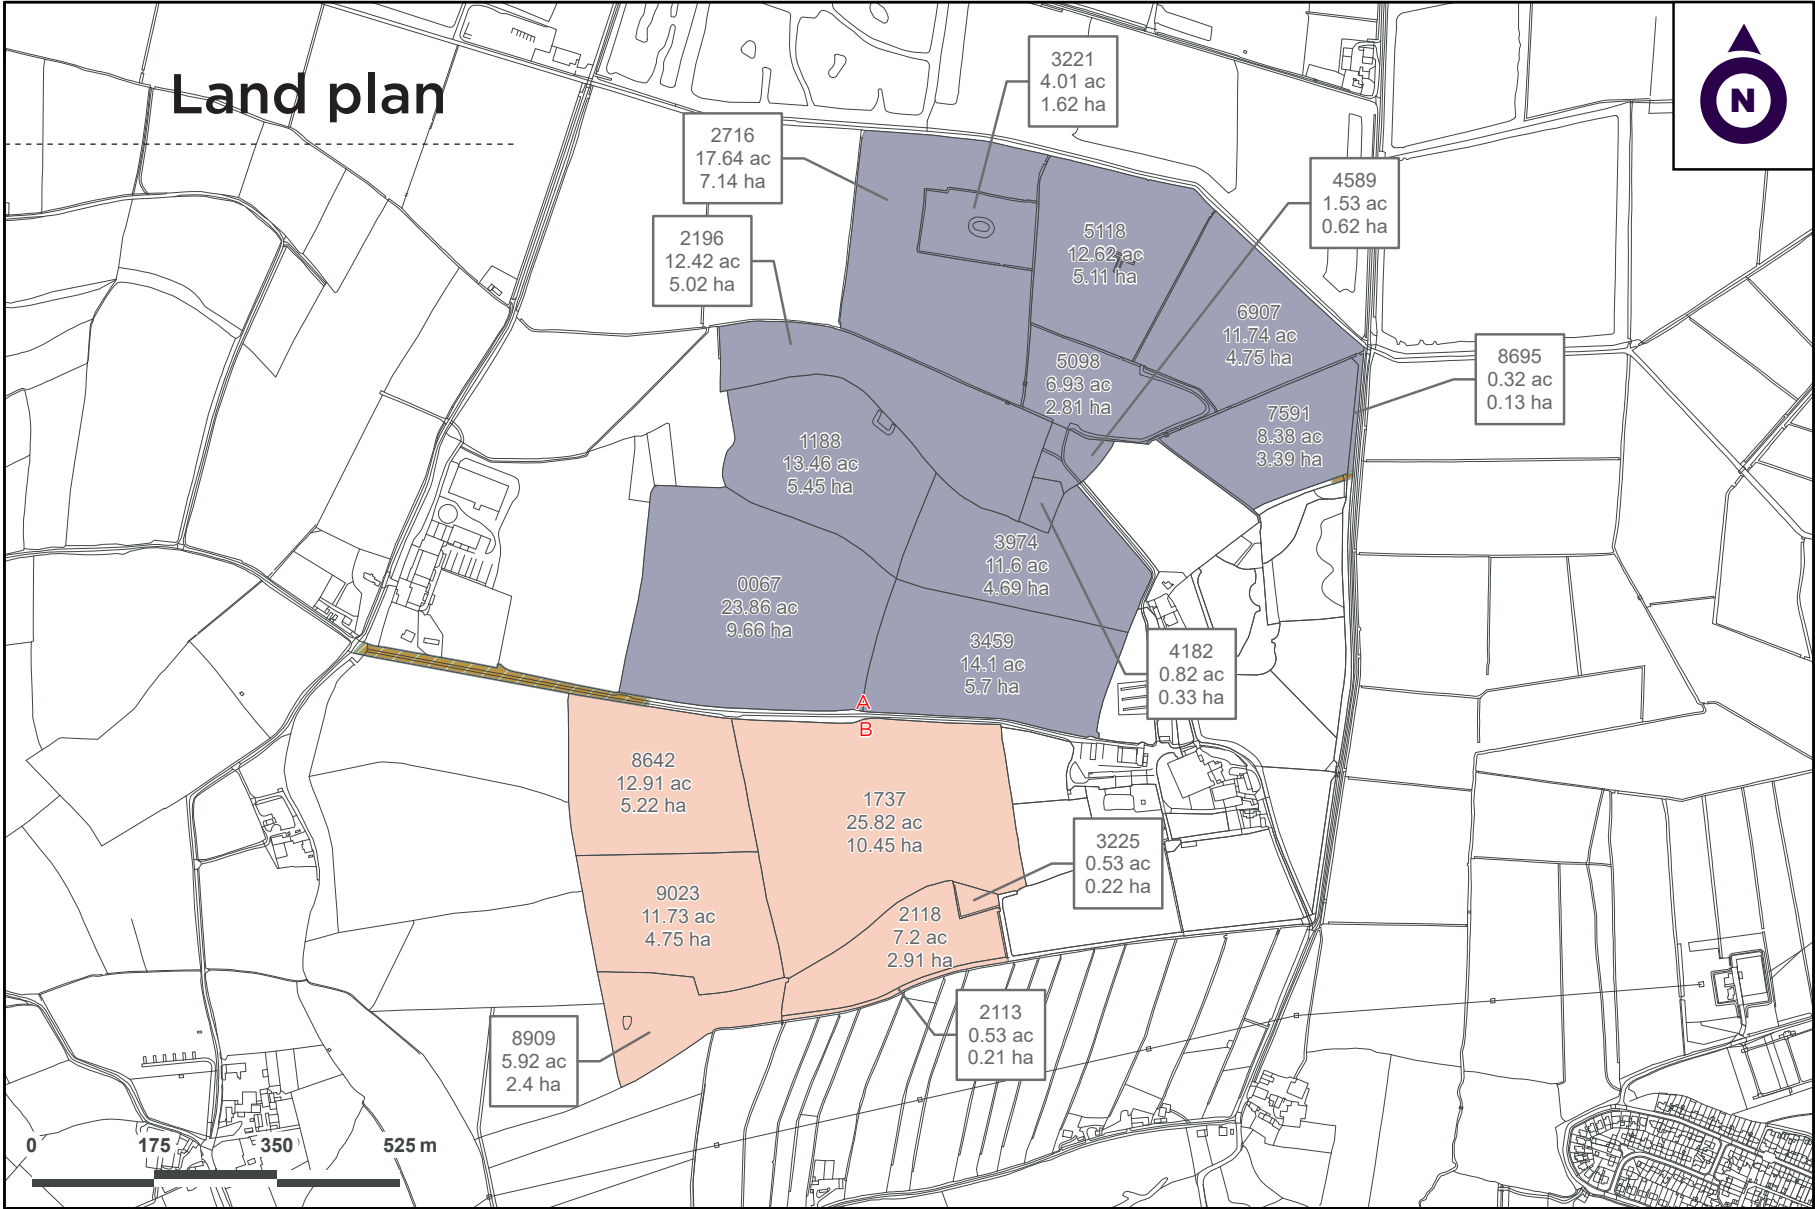 Land plan
N
3221
4.01 ac
1.62 ha
2716
17.64 ac
7.14 ha
4589
1.53 ac
0.62 ha
2196
12.42 ac
5.02 ha
5118
12.62 ac
5.11 ha
6907
11.74 ac
4.75 ha
8695
0.32 ac
0.13 ha
5098
6.93 ac
2.81 ha
7591
8.38 ac
3.39 ha
1188
13.46 ac
5.45 ha
3974
11.6 ac
4.69 ha
0067
23.86 ac
9.66 ha
3459
14.1 ac
5.7 ha
4182
0.82 ac
0.33 ha
A
B
8642
12.91 ac
5.22 ha
1737
25.82 ac
10.45 ha
3225
0.53 ac
0.22 ha
9023
11.73 ac
4.75 ha
2118
7.2 ac
2.91 ha
2113
0.53 ac
0.21 ha
8909
5.92 ac
2.4 ha
0 175 350 525 m